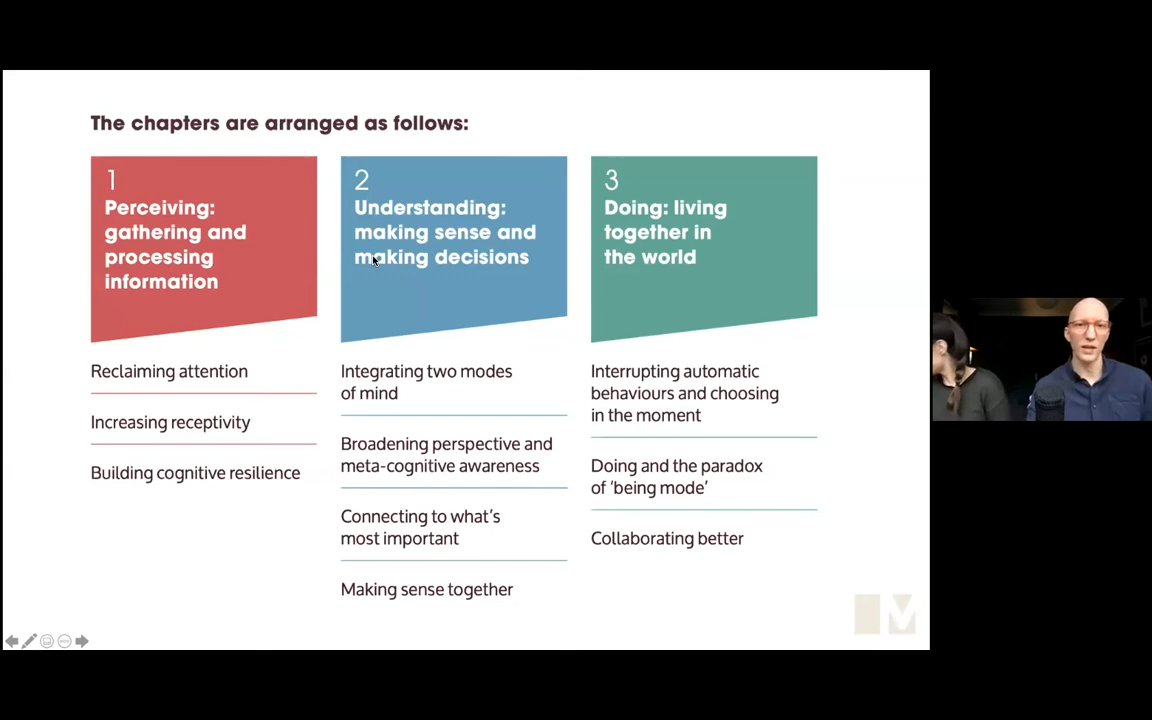 The chapters are arranged as follows:
1
Perceiving:
gathering and
processing
information
Reclaiming attention
Increasing receptivity
Building cognitive resilience
2
Understanding:
making sense and
making decisions
Integrating two modes
of mind
Broadening perspective and
meta-cognitive awareness
Connecting to what's
most important
Making sense together
3
Doing: living
together in
the world
Interrupting automatic
behaviours and choosing
in the moment
Doing and the paradox
of 'being mode'
Collaborating better